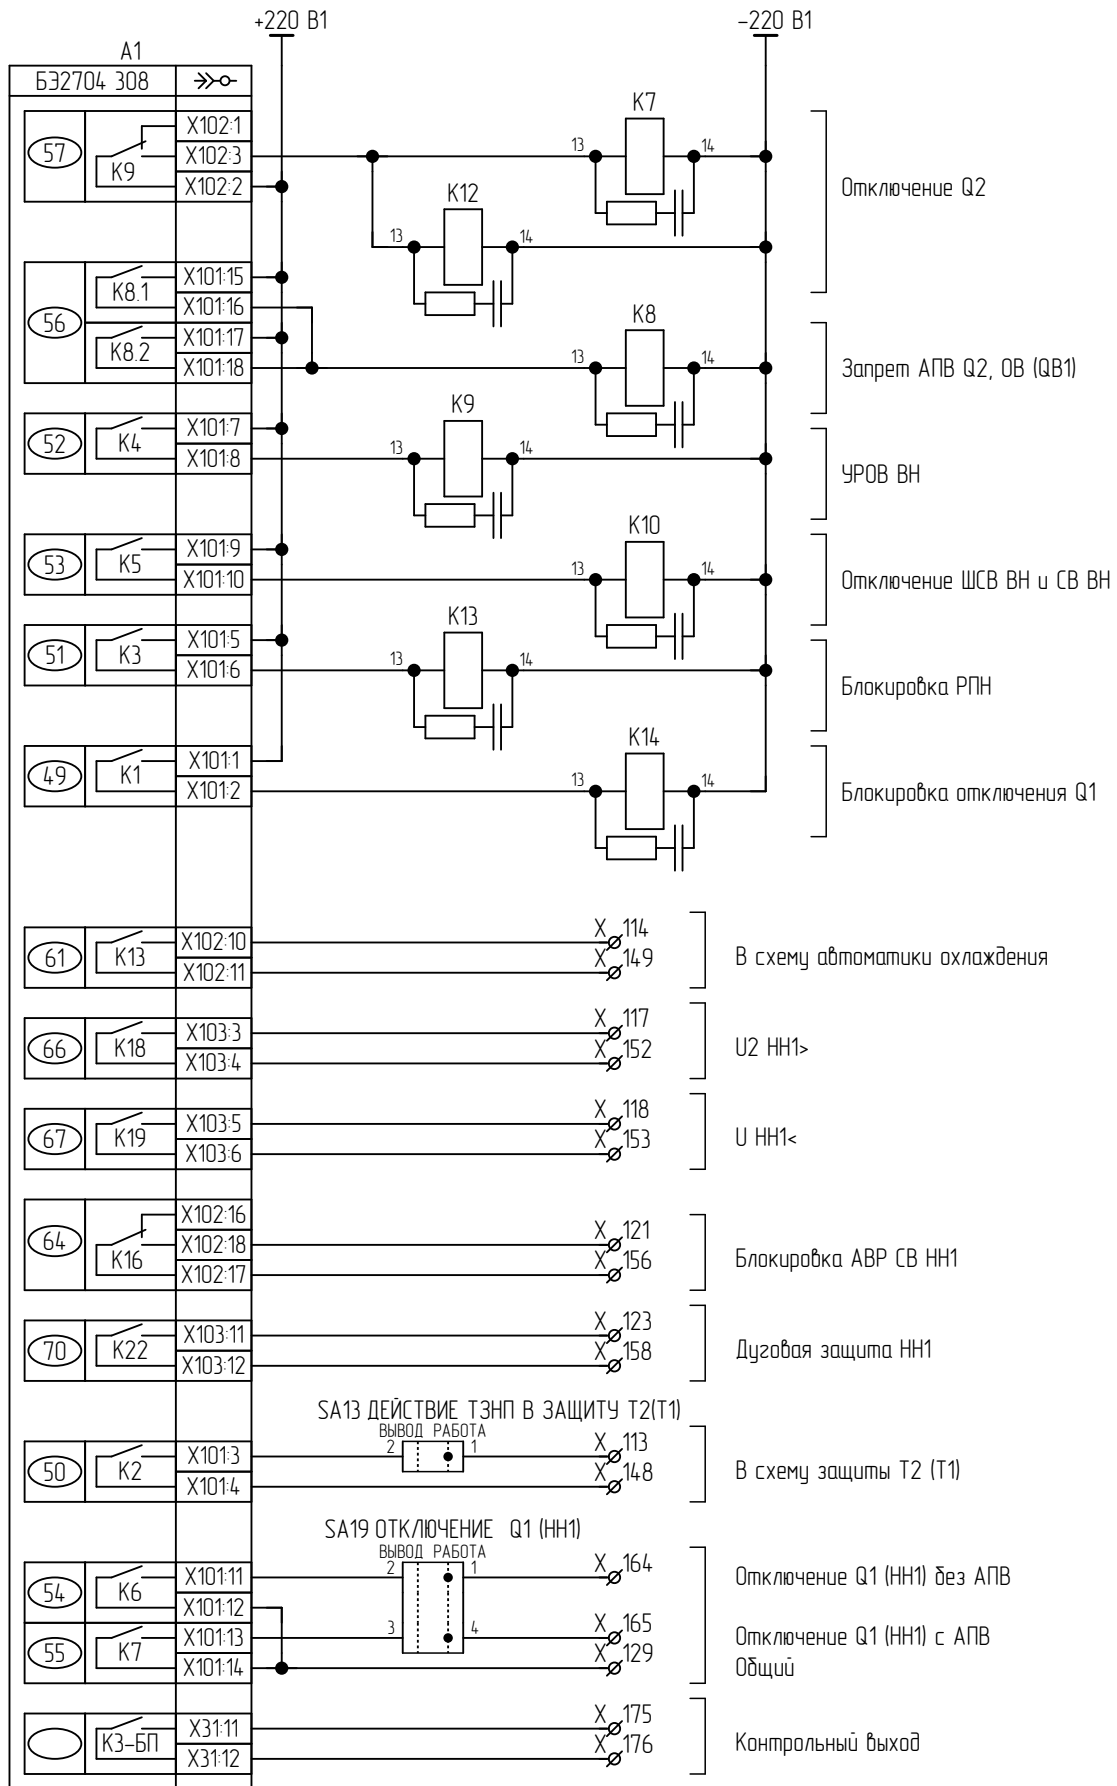 +220 В1
-220 В1
А1
БЭ2704 308
57
К9
Х102:1
Х102:3
Х102:2
К7
13
14
К12
13
14
Отключение Q2
56
К8.1
К8.2
Х101:15
Х101:16
Х101:17
Х101:18
К8
13
14
Запрет АПВ Q2, ОВ (QВ1)
52
К4
Х101:7
Х101:8
К9
13
14
УРОВ ВН
53
К5
Х101:9
Х101:10
К10
13
14
Отключение ШСВ ВН и СВ ВН
51
К3
Х101:5
Х101:6
К13
13
14
Блокировка РПН
49
К1
Х101:1
Х101:2
К14
13
14
Блокировка отключения Q1
61
К13
Х102:10
Х102:11
Х 114
Х 149
В схему автоматики охлаждения
66
К18
Х103:3
Х103:4
Х 117
Х 152
U2 НН1>
67
К19
Х103:5
Х103:6
Х 118
Х 153
U НН1<
64
К16
Х102:16
Х102:18
Х102:17
Х 121
Х 156
Блокировка АВР СВ НН1
70
К22
Х103:11
Х103:12
Х 123
Х 158
Дуговая защита НН1
SA13 ДЕЙСТВИЕ ТЗНП В ЗАЩИТУ Т2(Т1)
ВЫВОД РАБОТА
50
К2
Х101:3
Х101:4
2
1
Х 113
Х 148
В схему защиты Т2 (Т1)
SA19 ОТКЛЮЧЕНИЕ Q1 (НН1)
ВЫВОД РАБОТА
54
К6
Х101:11
Х101:12
2
1
Х 164
Отключение Q1 (НН1) без АПВ
55
К7
Х101:13
Х101:14
3
4
Х 165
Х 129
Отключение Q1 (НН1) с АПВ
Общий
К3-БП
Х31:11
Х31:12
Х 175
Х 176
Контрольный выход